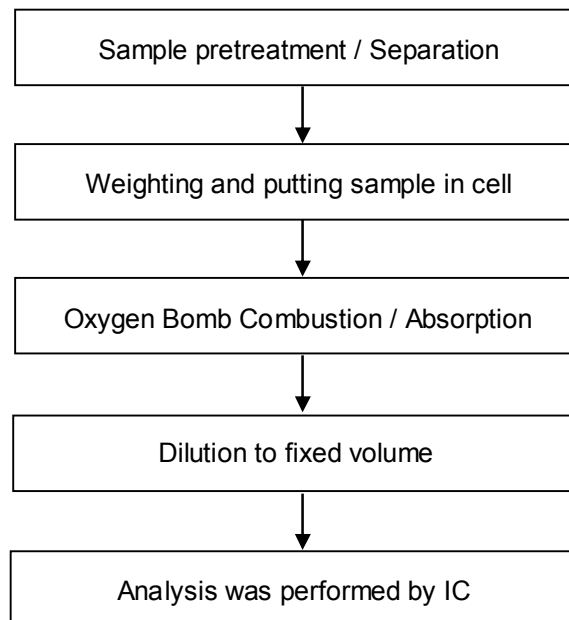 Sample pretreatment / Separation
Weighting and putting sample in cell
Oxygen Bomb Combustion / Absorption
Dilution to fixed volume
Analysis was performed by IC